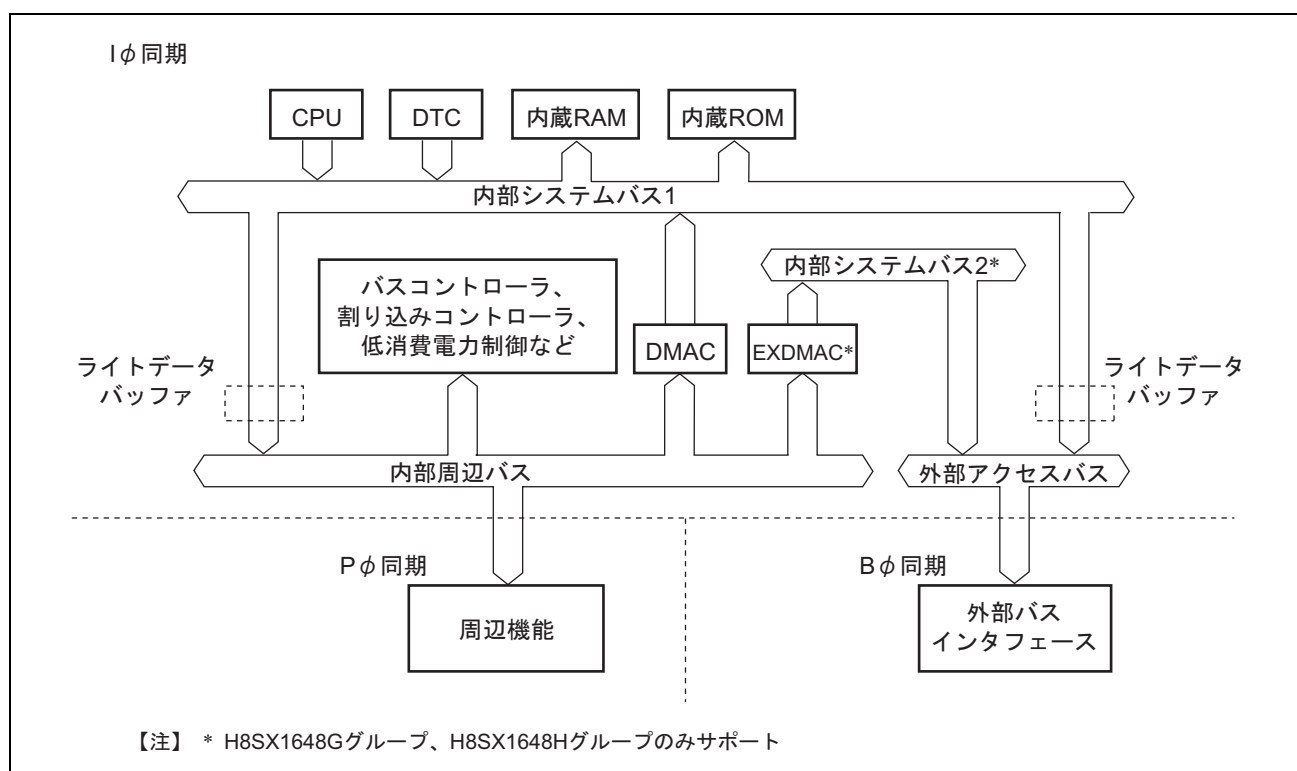 Iφ同期
CPU
DTC
内蔵RAM
内蔵ROM
内部システムバス1
内部システムバス2*
バスコントローラ、
割り込みコントローラ、
低消費電力制御など
DMAC
EXDMAC*
ライトデータ
バッファ
ライトデータ
バッファ
内部周辺バス
外部アクセスバス
Pφ同期
Bφ同期
周辺機能
外部バス
インタフェース
【注】 * H8SX1648Gグループ、H8SX1648Hグループのみサポート